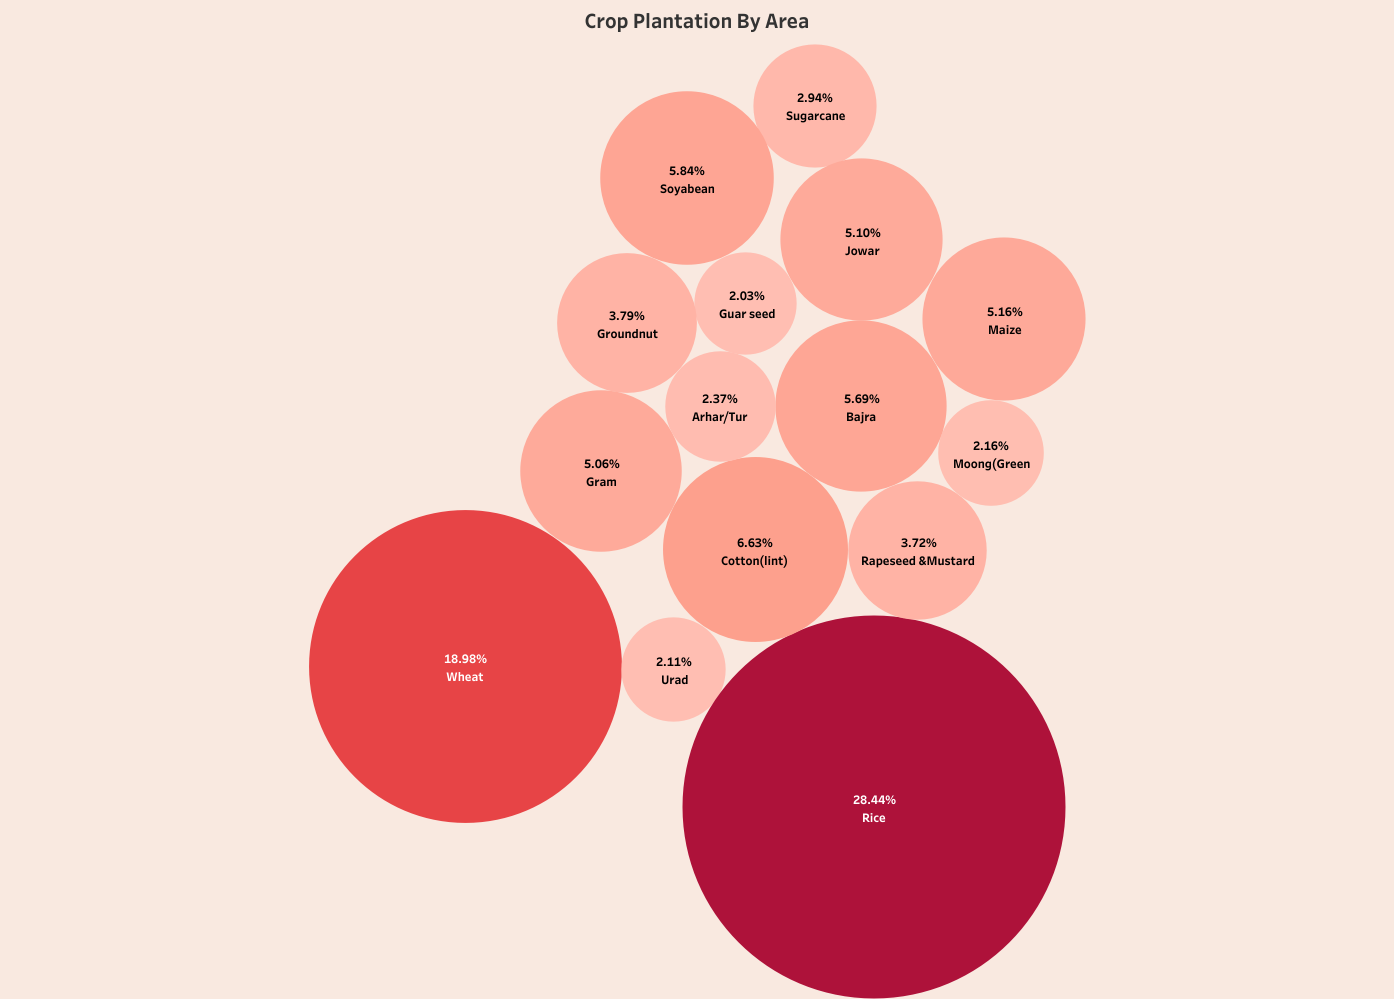 Crop Plantation By Area
2.94%
Sugarcane
5.84%
Soyabean
5.10%
Jowar
2.03%
Guar seed
3.79%
Groundnut
5.16%
Maize
2.37%
Arhar/Tur
5.69%
Bajra
2.16%
Moong(Green
5.06%
Gram
6.63%
Cotton(lint)
3.72%
Rapeseed &Mustard
18.98%
Wheat
2.11%
Urad
28.44%
Rice